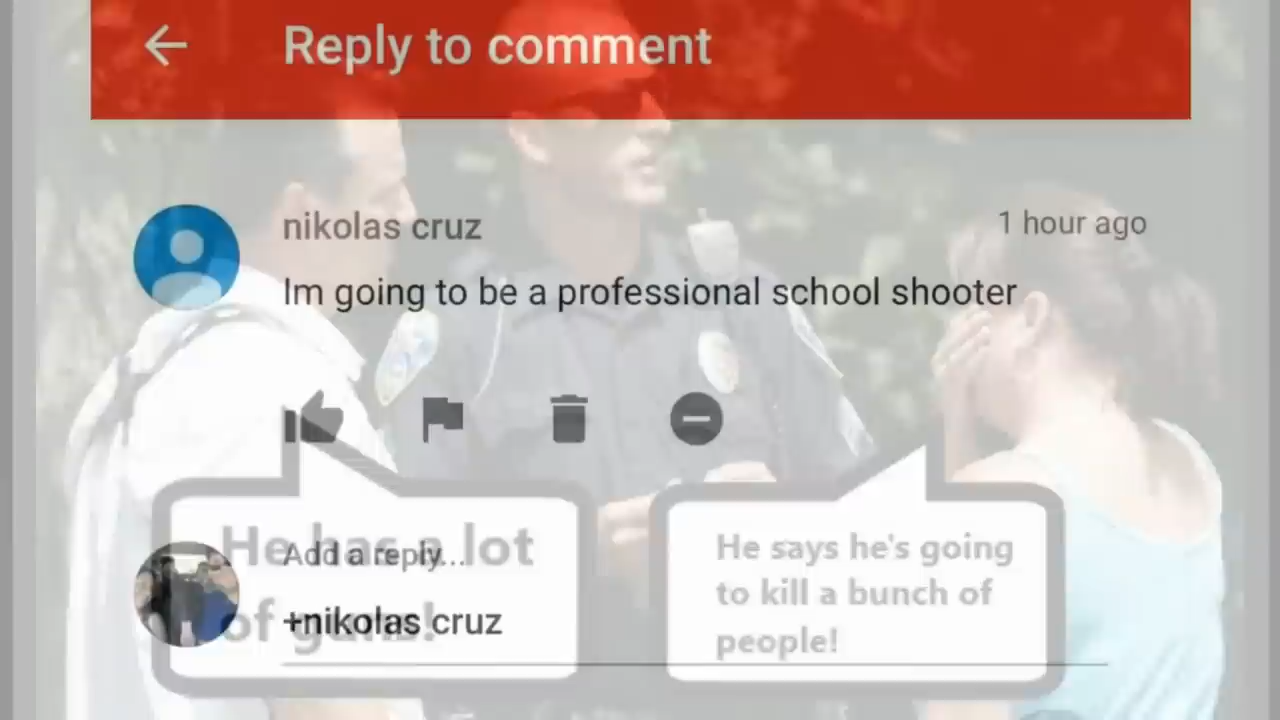 Reply to comment
nikolas cruz
1 hour ago
Im going to be a professional school shooter
He has a lot
of guns!
Add a reply...
+nikolas cruz
He says he's going
to kill a bunch of
people!